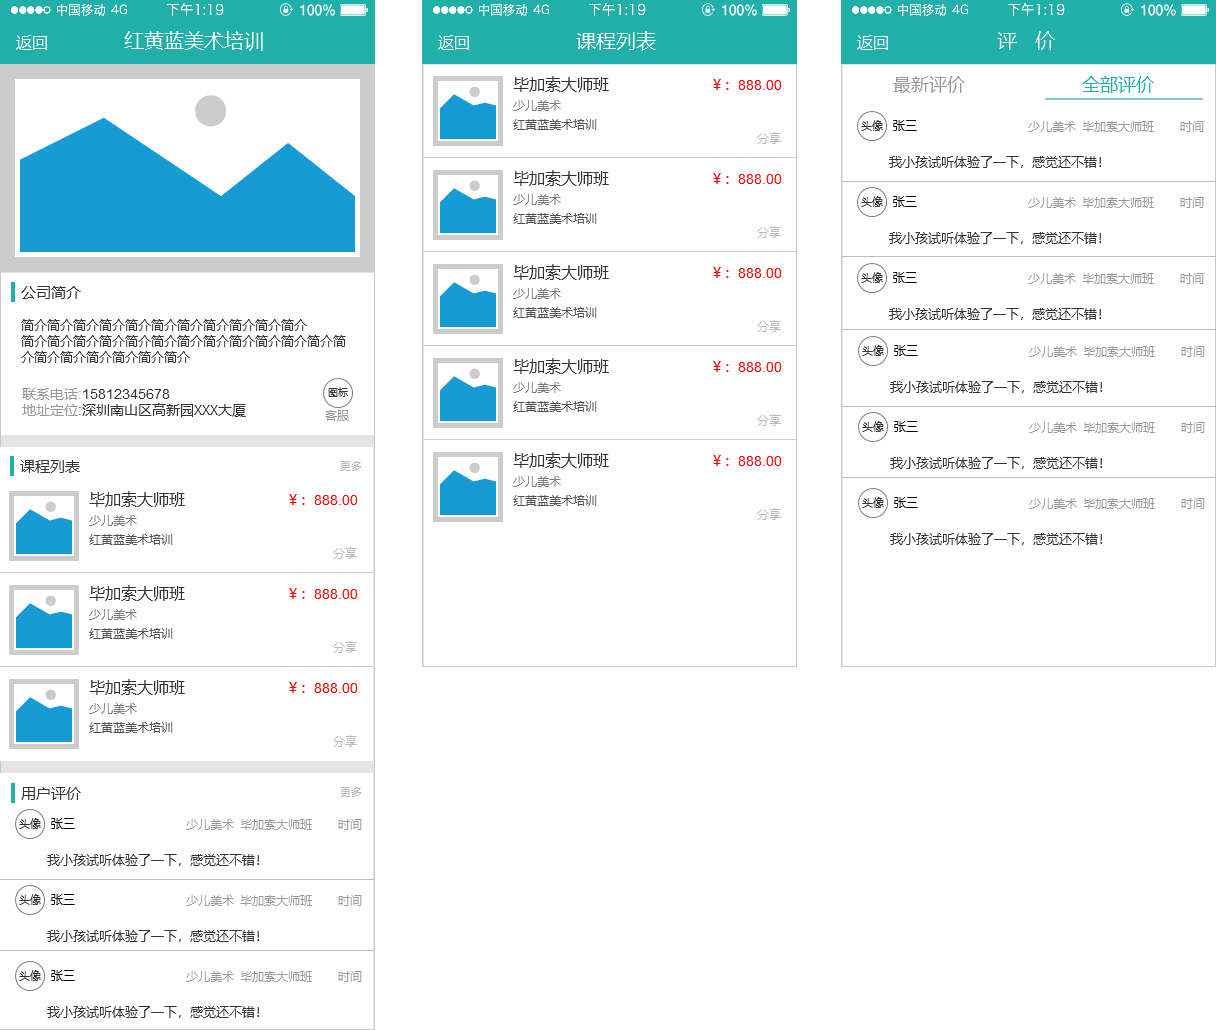 中国移动 4G 下午1:19 100%
返回 红黄蓝美术培训
公司简介
简介简介简介简介简介简介简介简介简介简介简介
简介简介简介简介简介简介简介简介简介简介简介简介简
介简介简介简介简介简介简介
联系电话:15812345678
图标
地址定位:深圳南山区高新园XXX大厦
客服
课程列表 更多
毕加索大师班 ¥： 888.00
少儿美术
红黄蓝美术培训
分享
毕加索大师班 ¥： 888.00
少儿美术
红黄蓝美术培训
分享
毕加索大师班 ¥： 888.00
少儿美术
红黄蓝美术培训
分享
用户评价 更多
头像 张三 少儿美术 毕加索大师班 时间
我小孩试听体验了一下，感觉还不错！
头像 张三 少儿美术 毕加索大师班 时间
我小孩试听体验了一下，感觉还不错！
头像 张三 少儿美术 毕加索大师班 时间
我小孩试听体验了一下，感觉还不错！
中国移动 4G 下午1:19 100%
返回 课程列表
毕加索大师班 ¥： 888.00
少儿美术
红黄蓝美术培训
分享
毕加索大师班 ¥： 888.00
少儿美术
红黄蓝美术培训
分享
毕加索大师班 ¥： 888.00
少儿美术
红黄蓝美术培训
分享
毕加索大师班 ¥： 888.00
少儿美术
红黄蓝美术培训
分享
毕加索大师班 ¥： 888.00
少儿美术
红黄蓝美术培训
分享
中国移动 4G 下午1:19 100%
返回 评 价
最新评价 全部评价
头像 张三 少儿美术 毕加索大师班 时间
我小孩试听体验了一下，感觉还不错！
头像 张三 少儿美术 毕加索大师班 时间
我小孩试听体验了一下，感觉还不错！
头像 张三 少儿美术 毕加索大师班 时间
我小孩试听体验了一下，感觉还不错！
头像 张三 少儿美术 毕加索大师班 时间
我小孩试听体验了一下，感觉还不错！
头像 张三 少儿美术 毕加索大师班 时间
我小孩试听体验了一下，感觉还不错！
头像 张三 少儿美术 毕加索大师班 时间
我小孩试听体验了一下，感觉还不错！